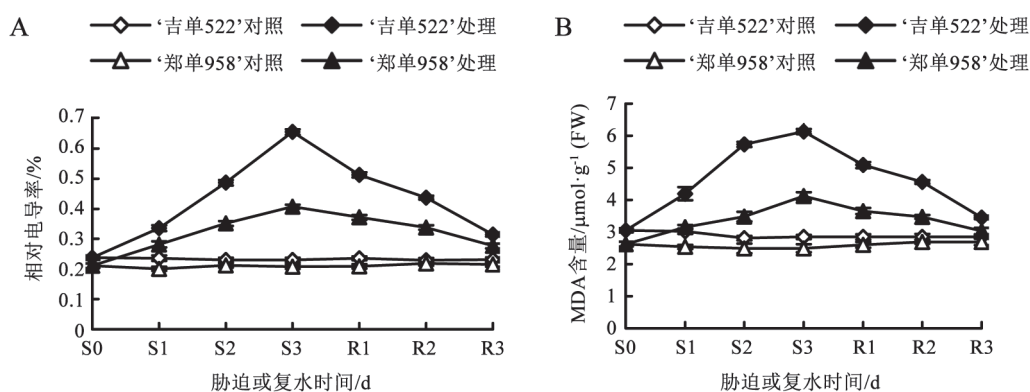 A
‘吉单522’对照 ‘吉单522’处理
‘郑单958’对照 ‘郑单958’处理
相对电导率/%
0.7
0.6
0.5
0.4
0.3
0.2
0.1
0
S0 S1 S2 S3 R1 R2 R3
胁迫或复水时间/d
B
‘吉单522’对照 ‘吉单522’处理
‘郑单958’对照 ‘郑单958’处理
MDA含量/μmol·g⁻¹ (FW)
7
6
5
4
3
2
1
0
S0 S1 S2 S3 R1 R2 R3
胁迫或复水时间/d